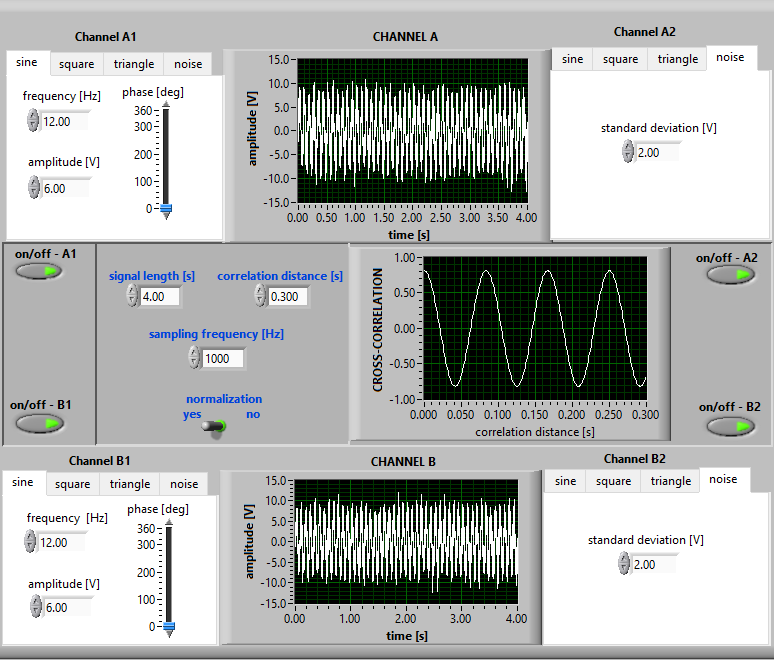 Channel A1
CHANNEL A
Channel A2
sine square triangle noise
frequency [Hz]
12.00
amplitude [V]
6.00
phase [deg]
360
300
200
100
0
amplitude [V]
15.0
10.0
5.0
0.0
-5.0
-10.0
-15.0
0.00 0.50 1.00 1.50 2.00 2.50 3.00 3.50 4.00
time [s]
sine square triangle noise
standard deviation [V]
2.00
on/off - A1
on/off - B1
signal length [s]
4.00
correlation distance [s]
0.300
sampling frequency [Hz]
1000
normalization
yes no
CROSS-CORRELATION
1.00
0.50
0.00
-0.50
-1.00
0.000 0.050 0.100 0.150 0.200 0.250 0.300
correlation distance [s]
on/off - A2
on/off - B2
Channel B1
CHANNEL B
Channel B2
sine square triangle noise
frequency [Hz]
12.00
amplitude [V]
6.00
phase [deg]
360
300
200
100
0
amplitude [V]
15.0
10.0
5.0
0.0
-5.0
-10.0
-15.0
0.00 1.00 2.00 3.00 4.00
time [s]
sine square triangle noise
standard deviation [V]
2.00